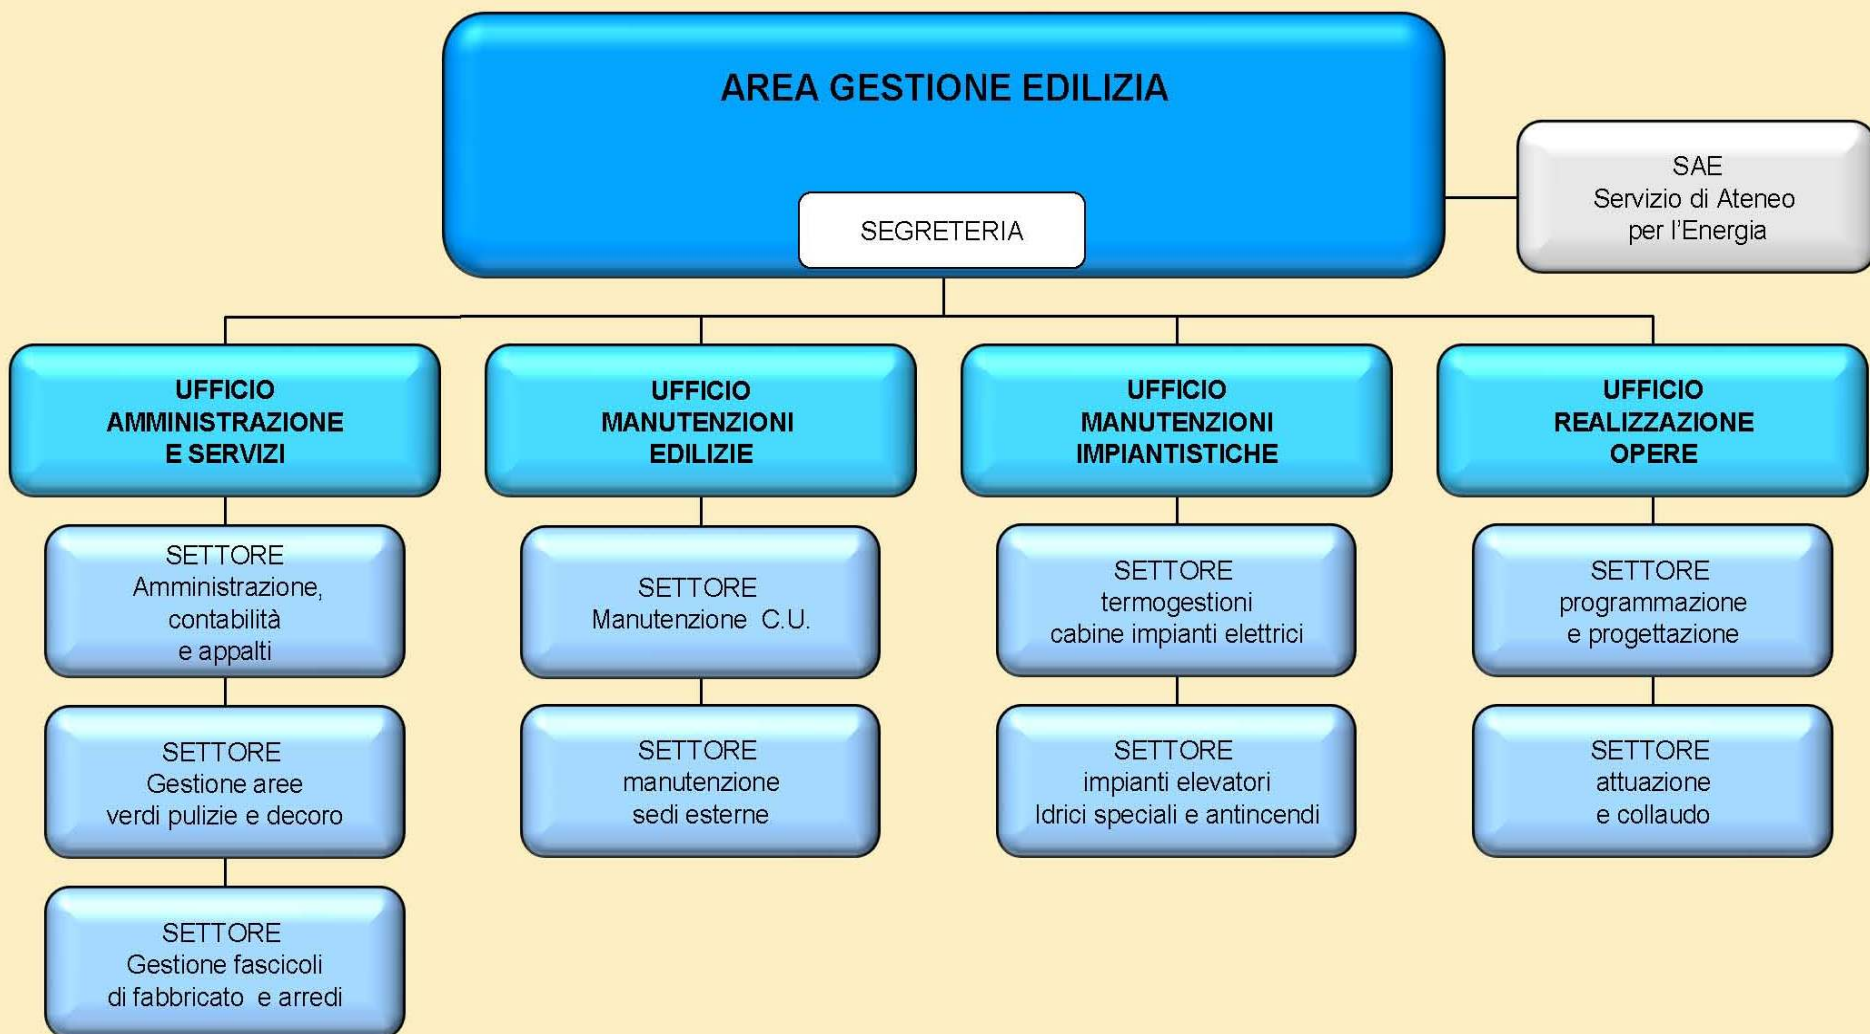 AREA GESTIONE EDILIZIA
SEGRETERIA
SAE
Servizio di Ateneo
per l'Energia
UFFICIO
AMMINISTRAZIONE
E SERVIZI
SETTORE
Amministrazione,
contabilità
e appalti
SETTORE
Gestione aree
verdi pulizie e decoro
SETTORE
Gestione fascicoli
di fabbricato e arredi
UFFICIO
MANUTENZIONI
EDILIZIE
SETTORE
Manutenzione C.U.
SETTORE
manutenzione
sedi esterne
UFFICIO
MANUTENZIONI
IMPIANTISTICHE
SETTORE
termogestioni
cabine impianti elettrici
SETTORE
impianti elevatori
Idrici speciali e antincendi
UFFICIO
REALIZZAZIONE
OPERE
SETTORE
programmazione
e progettazione
SETTORE
attuazione
e collaudo